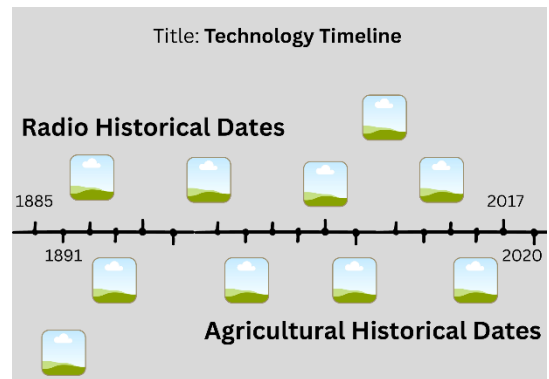 Title: Technology Timeline
Radio Historical Dates
1885
2017
1891
2020
Agricultural Historical Dates